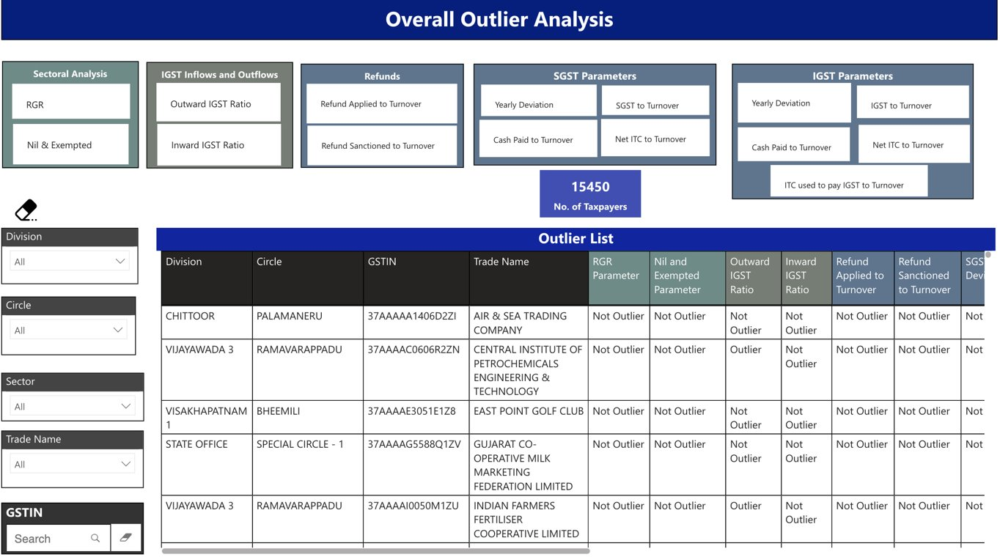 Overall Outlier Analysis
Sectoral Analysis
RGR
Nil & Exempted
IGST Inflows and Outflows
Outward IGST Ratio
Inward IGST Ratio
Refunds
Refund Applied to Turnover
Refund Sanctioned to Turnover
SGST Parameters
Yearly Deviation
SGST to Turnover
Cash Paid to Turnover
Net ITC to Turnover
IGST Parameters
Yearly Deviation
IGST to Turnover
Cash Paid to Turnover
Net ITC to Turnover
ITC used to pay IGST to Turnover
15450
No. of Taxpayers
Division
All
Circle
All
Sector
All
Trade Name
All
GSTIN
Search
Outlier List
Division
Circle
GSTIN
Trade Name
RGR
Parameter
Nil and
Exempted
Parameter
Outward
IGST
Ratio
Inward
IGST
Ratio
Refund
Applied to
Turnover
Refund
Sanctioned
to Turnover
CHITTOOR
PALAMANERU
37AAAAA1406D2ZI
AIR & SEA TRADING
COMPANY
Not Outlier
Not Outlier
Not
Outlier
Not
Outlier
Not Outlier
Not Outlier
Not
VIJAYAWADA 3
RAMAVARAPPADU
37AAAAC0606R2ZN
CENTRAL INSTITUTE OF
PETROCHEMICALS
ENGINEERING &
TECHNOLOGY
Not Outlier
Not Outlier
Outlier
Not
Outlier
Not Outlier
Not Outlier
Not
VISAKHAPATNAM
1
BHEEMILI
37AAAAE3051E1Z8
EAST POINT GOLF CLUB
Not Outlier
Not Outlier
Not
Outlier
Not
Outlier
Not Outlier
Not Outlier
Not
STATE OFFICE
SPECIAL CIRCLE - 1
37AAAAG5588Q1ZV
GUJARAT CO-
OPERATIVE MILK
MARKETING
FEDERATION LIMITED
Not Outlier
Not Outlier
Not
Outlier
Not
Outlier
Not Outlier
Not Outlier
Not
VIJAYAWADA 3
RAMAVARAPPADU
37AAAAI0050M1ZU
INDIAN FARMERS
FERTILISER
COOPERATIVE LIMITED
Not Outlier
Not Outlier
Outlier
Not
Outlier
Not Outlier
Not Outlier
Not